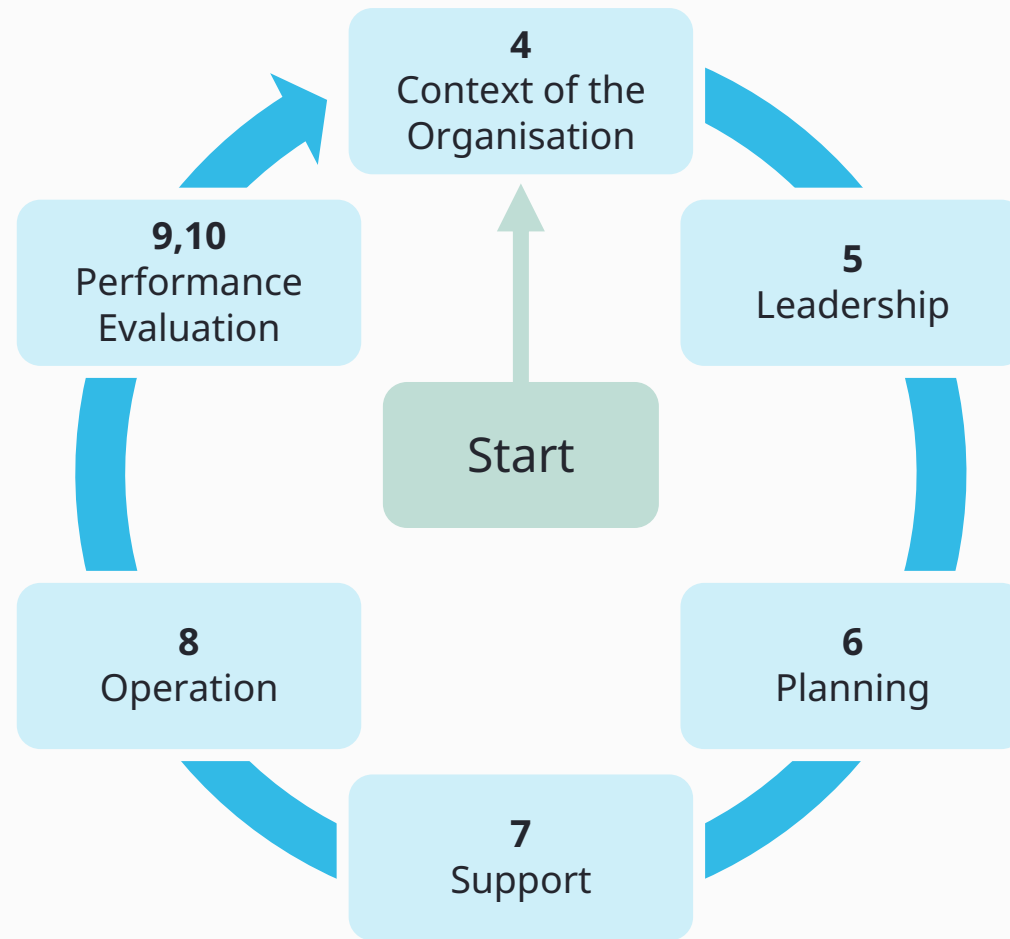 4
Context of the
Organisation
5
Leadership
6
Planning
7
Support
8
Operation
9,10
Performance
Evaluation
Start